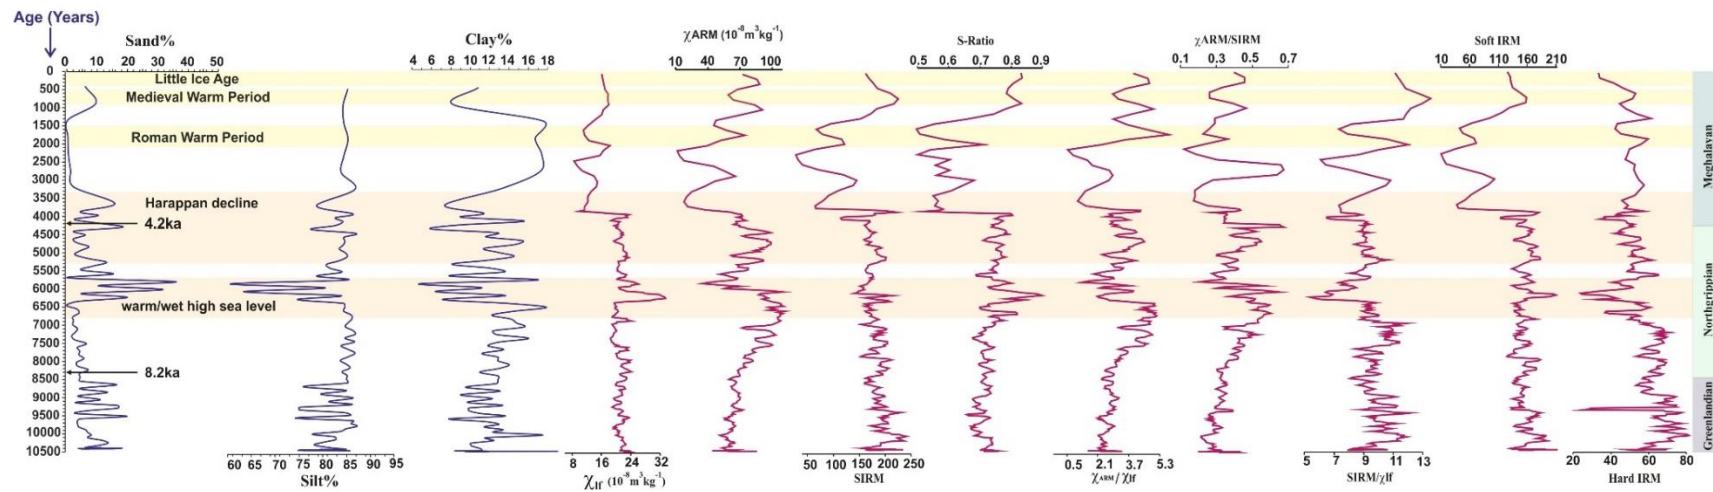 Age (Years)
Sand%
Clay%
χARM (10⁻⁸m³kg⁻¹)
S-Ratio
χARM/SIRM
Soft IRM
0 10 20 30 40 50
4 6 8 10 12 16 18
10 40 70 100
0.5 0.6 0.7 0.8 0.9
0.1 0.3 0.5 0.7
10 60 110 160 210
0
500
1000
1500
2000
2500
3000
3500
4000
4500
5000
5500
6000
6500
7000
7500
8000
8500
9000
9500
10000
10500
Little Ice Age
Medieval Warm Period
Roman Warm Period
Harappan decline
4.2ka
warm/wet high sea level
8.2ka
Meghalayan
Northgrippian
Greenlandian
60 65 75 85 95
Silt%
8 16 24 32
χlf (10⁻⁸m³kg⁻¹)
50 100 150 200 250
SIRM
0.5 2.1 3.7 5.3
χARM/χlf
5 7 9 11 13
SIRM/χlf
20 40 60 80
Hard IRM